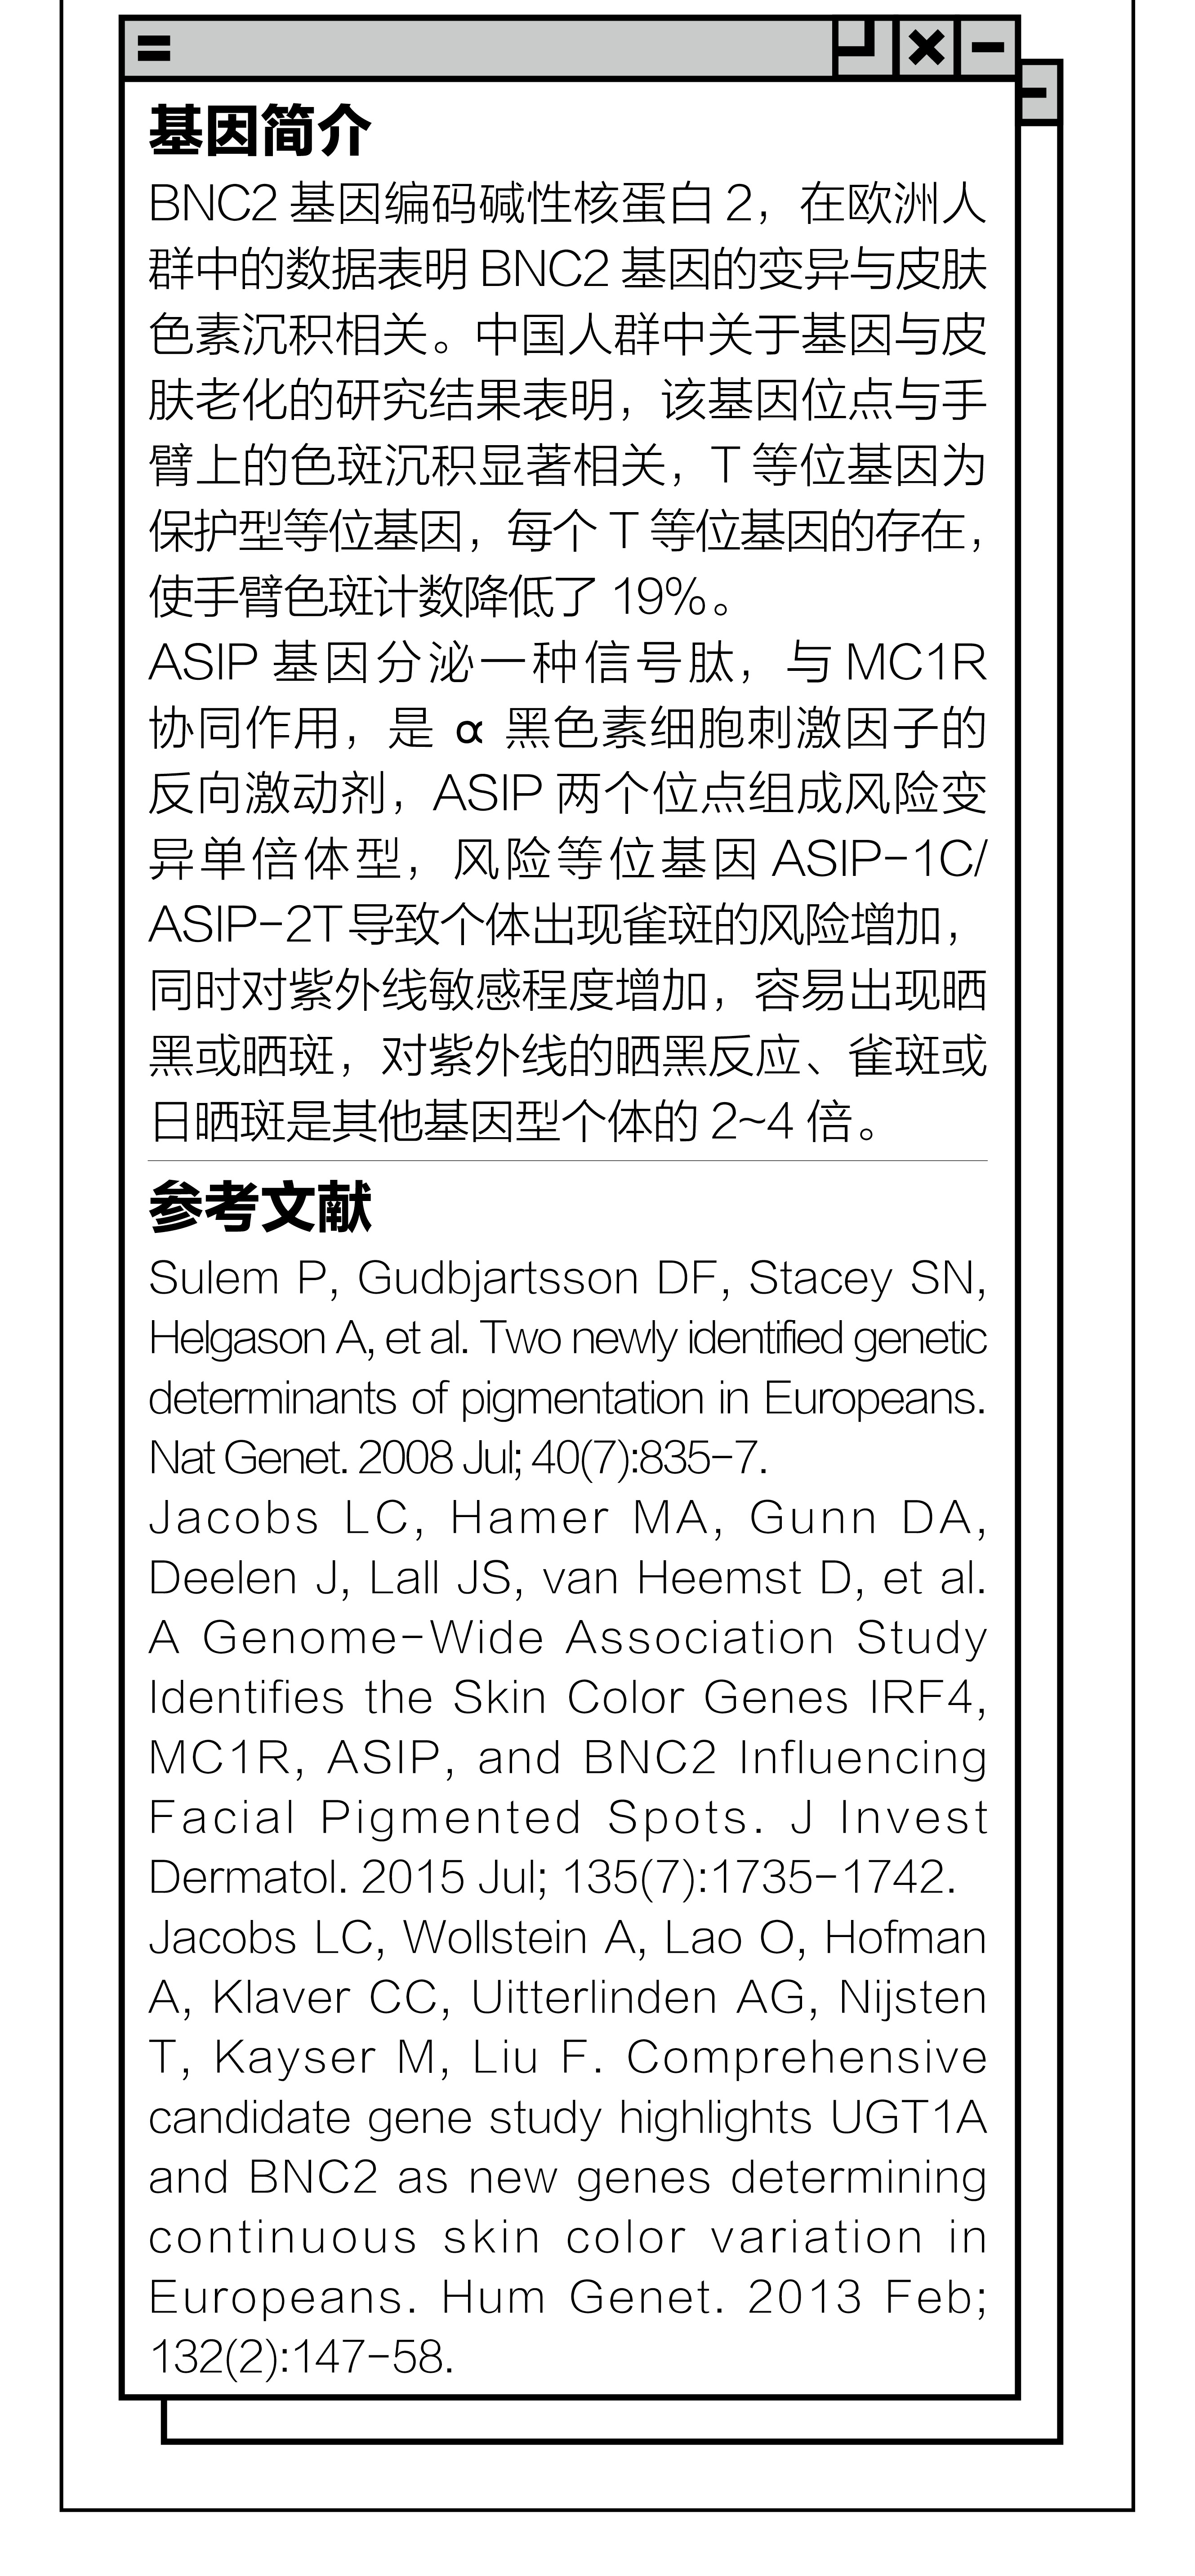 基因简介
BNC2 基因编码碱性核蛋白 2，在欧洲人
群中的数据表明 BNC2 基因的变异与皮肤
色素沉积相关。中国人群中关于基因与皮
肤老化的研究结果表明，该基因位点与手
臂上的色斑沉积显著相关，T 等位基因为
保护型等位基因，每个 T 等位基因的存在，
使手臂色斑计数降低了 19%。
ASIP 基因分泌一种信号肽，与 MC1R
协同作用，是 α 黑色素细胞刺激因子的
反向激动剂，ASIP 两个位点组成风险变
异单倍体型，风险等位基因 ASIP-1C/
ASIP-2T 导致个体出现雀斑的风险增加，
同时对紫外线敏感程度增加，容易出现晒
黑或晒斑，对紫外线的晒黑反应、雀斑或
日晒斑是其他基因型个体的 2~4 倍。
参考文献
Sulem P, Gudbjartsson DF, Stacey SN,
Helgason A, et al. Two newly identified genetic
determinants of pigmentation in Europeans.
Nat Genet. 2008 Jul; 40(7):835-7.
Jacobs LC, Hamer MA, Gunn DA,
Deelen J, Lall JS, van Heemst D, et al.
A Genome-Wide Association Study
Identifies the Skin Color Genes IRF4,
MC1R, ASIP, and BNC2 Influencing
Facial Pigmented Spots. J Invest
Dermatol. 2015 Jul; 135(7):1735-1742.
Jacobs LC, Wollstein A, Lao O, Hofman
A, Klaver CC, Uitterlinden AG, Nijsten
T, Kayser M, Liu F. Comprehensive
candidate gene study highlights UGT1A
and BNC2 as new genes determining
continuous skin color variation in
Europeans. Hum Genet. 2013 Feb;
132(2):147-58.